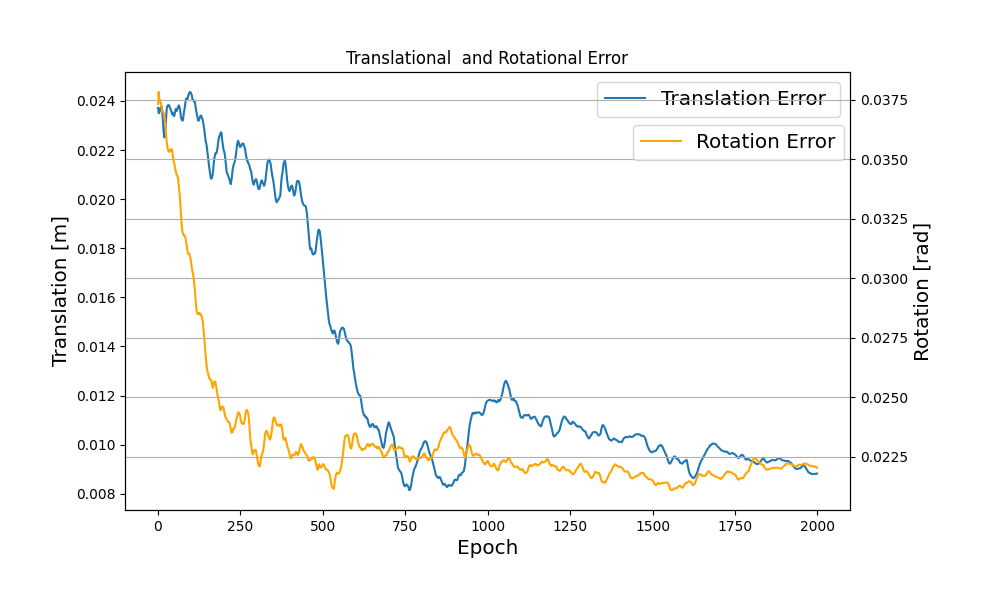 Translational  and Rotational Error
Translation Error
Rotation Error
0.024
0.022
0.020
0.018
0.016
0.014
0.012
0.010
0.008
Translation [m]
0.0375
0.0350
0.0325
0.0300
0.0275
0.0250
0.0225
Rotation [rad]
0 250 500 750 1000 1250 1500 1750 2000
Epoch